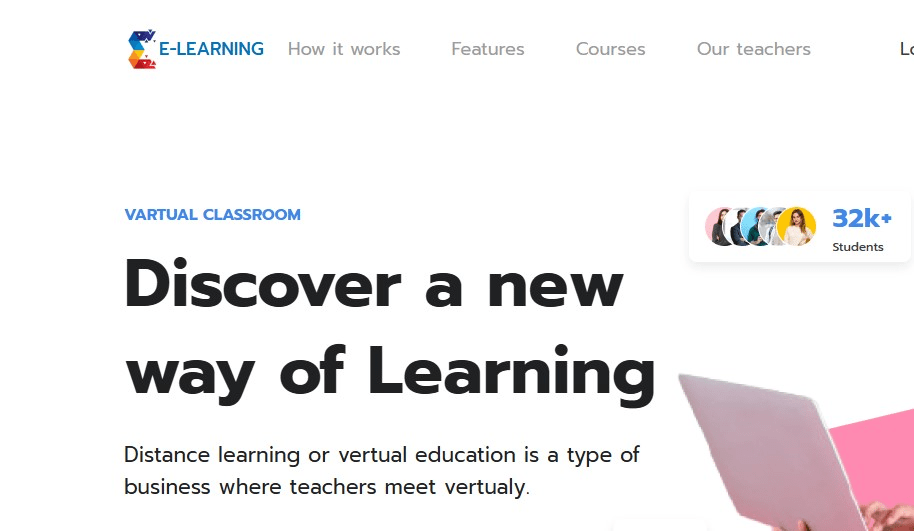 E-LEARNING How it works Features Courses Our teachers
VARTUAL CLASSROOM
32k+
Students
Discover a new
way of Learning
Distance learning or vertual education is a type of
business where teachers meet vertualy.